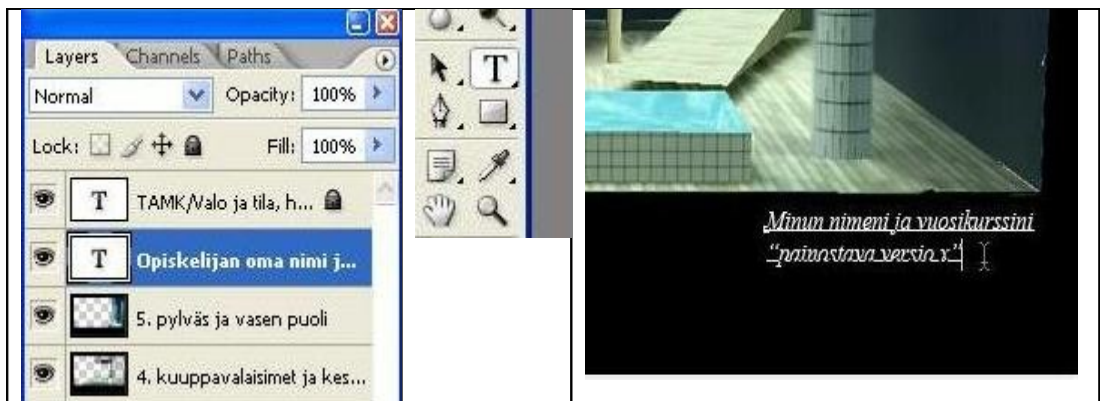 Layers Channels Paths
Normal Opacity: 100%
Lock: Fill: 100%
T TAMK/Valo ja tila, h...
T Opiskelijan oma nimi j...
5. pylväs ja vasen puoli
4. kuuppavalaisimet ja kes...
T
Minun nimeni ja vuosikurssini
“painostava versio x”